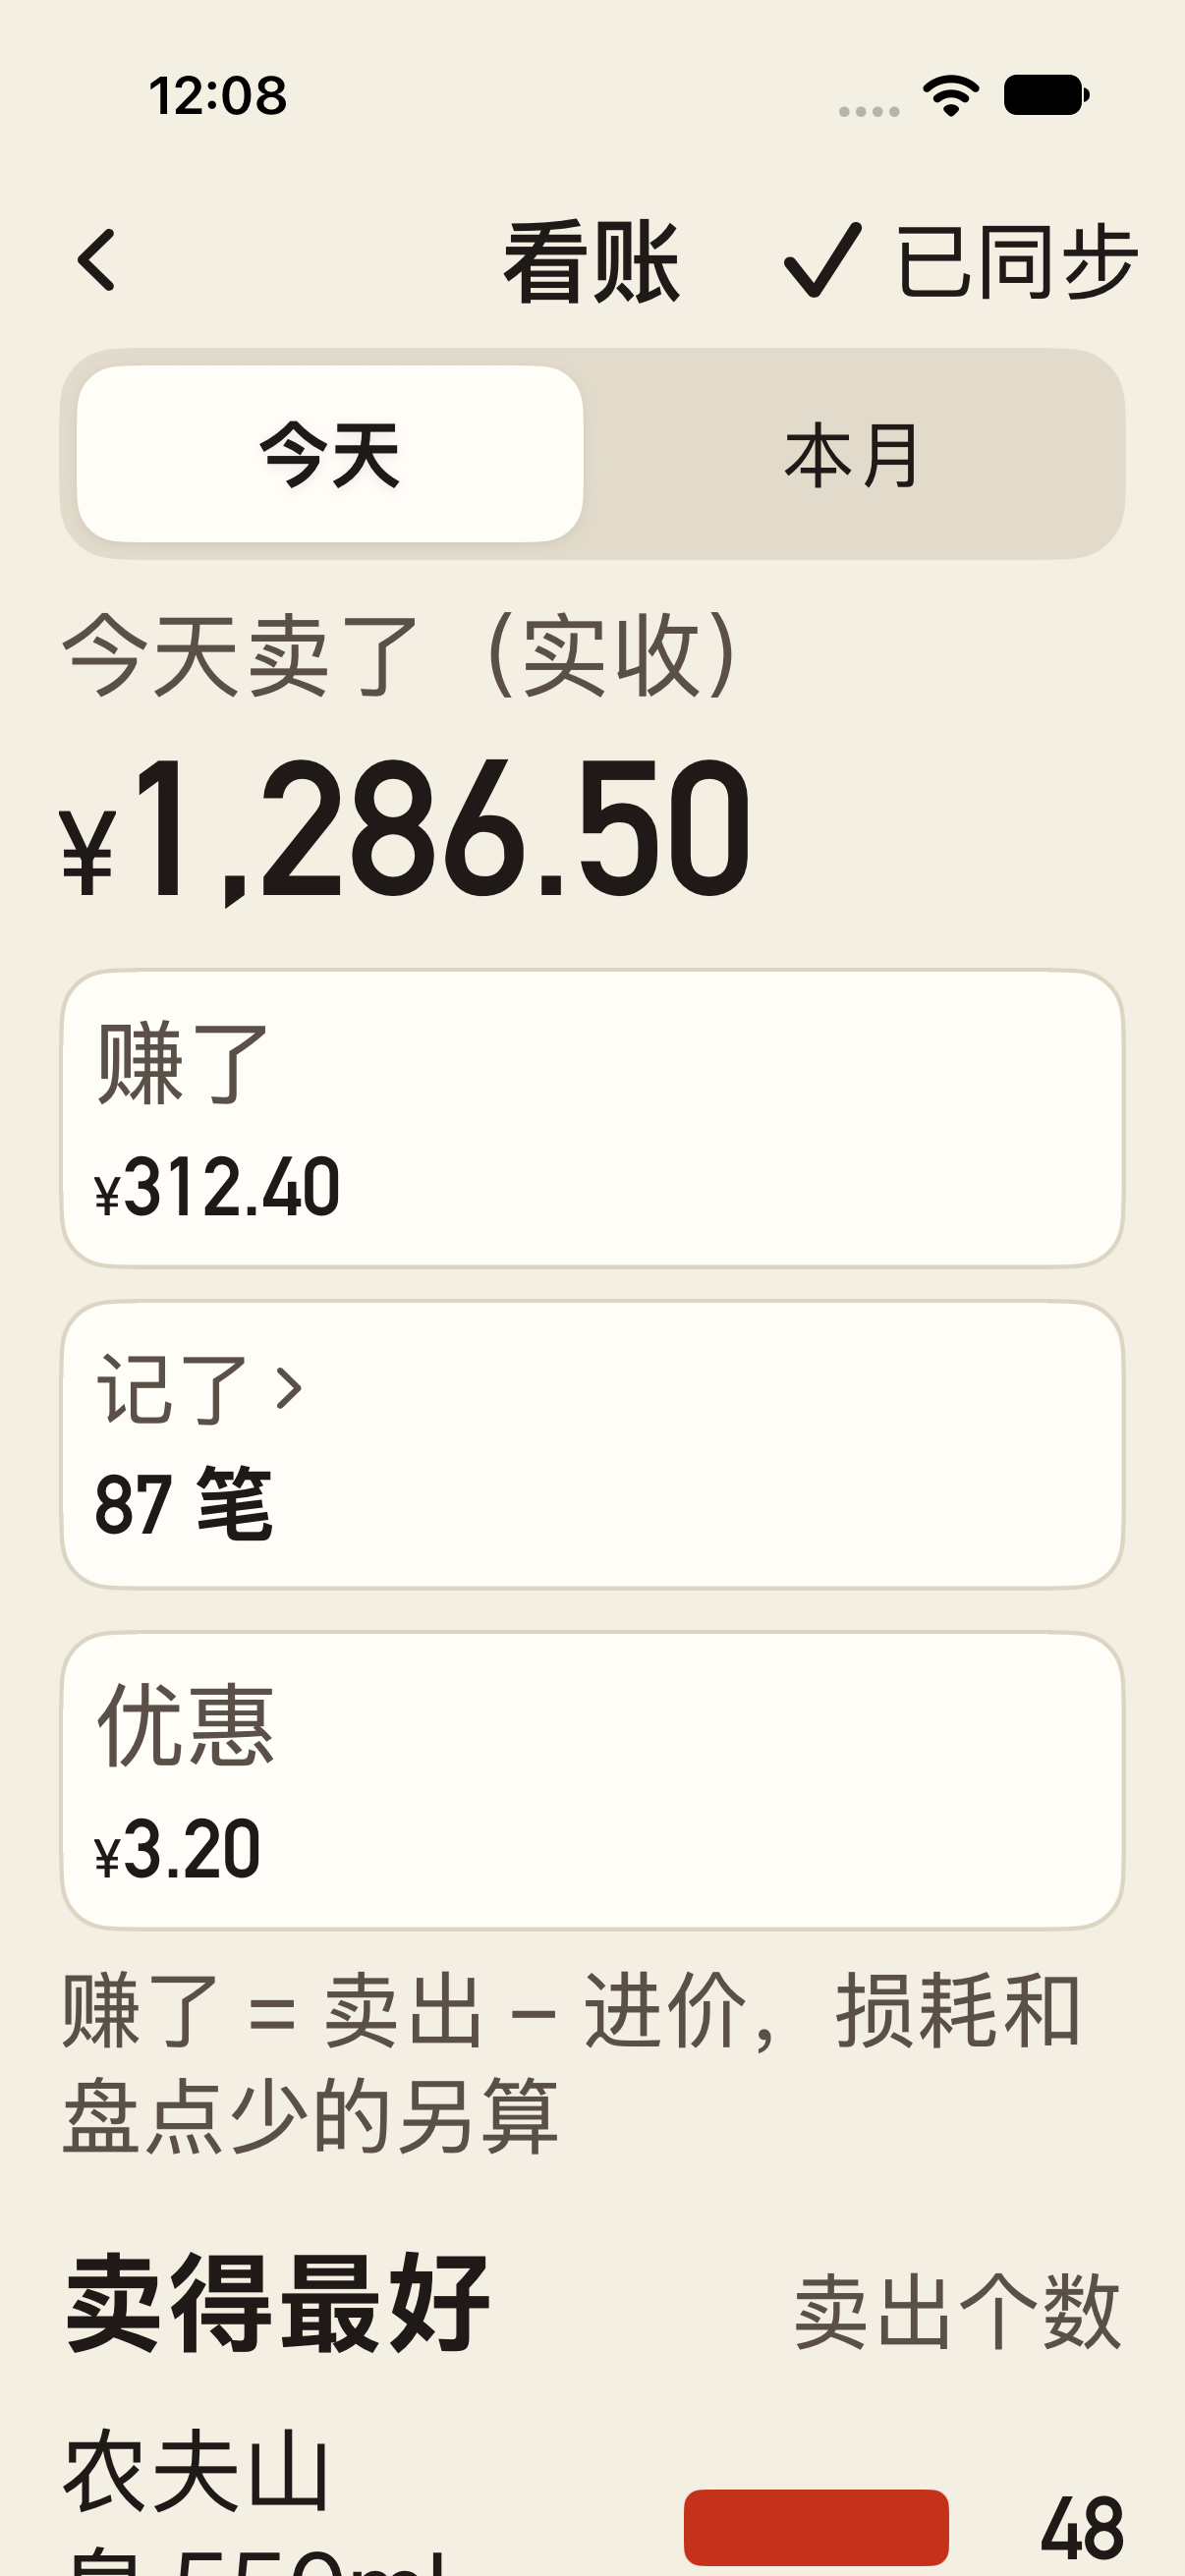 12:08
看账
已同步
今天
本月
今天卖了（实收）
¥1,286.50
赚了
¥312.40
记了
87 笔
优惠
¥3.20
赚了 = 卖出 − 进价，损耗和
盘点少的另算
卖得最好
卖出个数
农夫山
48
550ml